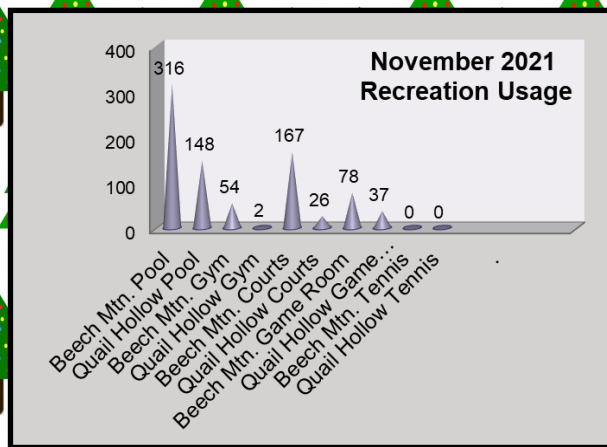 November 2021
Recreation Usage
400
300
200
100
0
316
148
54
2
167
26
78
37
0
0
Beech Mtn. Pool
Quail Hollow Pool
Beech Mtn. Gym
Quail Hollow Gym
Beech Mtn. Courts
Quail Hollow Courts
Beech Mtn. Game Room
Quail Hollow Game…
Beech Mtn. Tennis
Quail Hollow Tennis
.